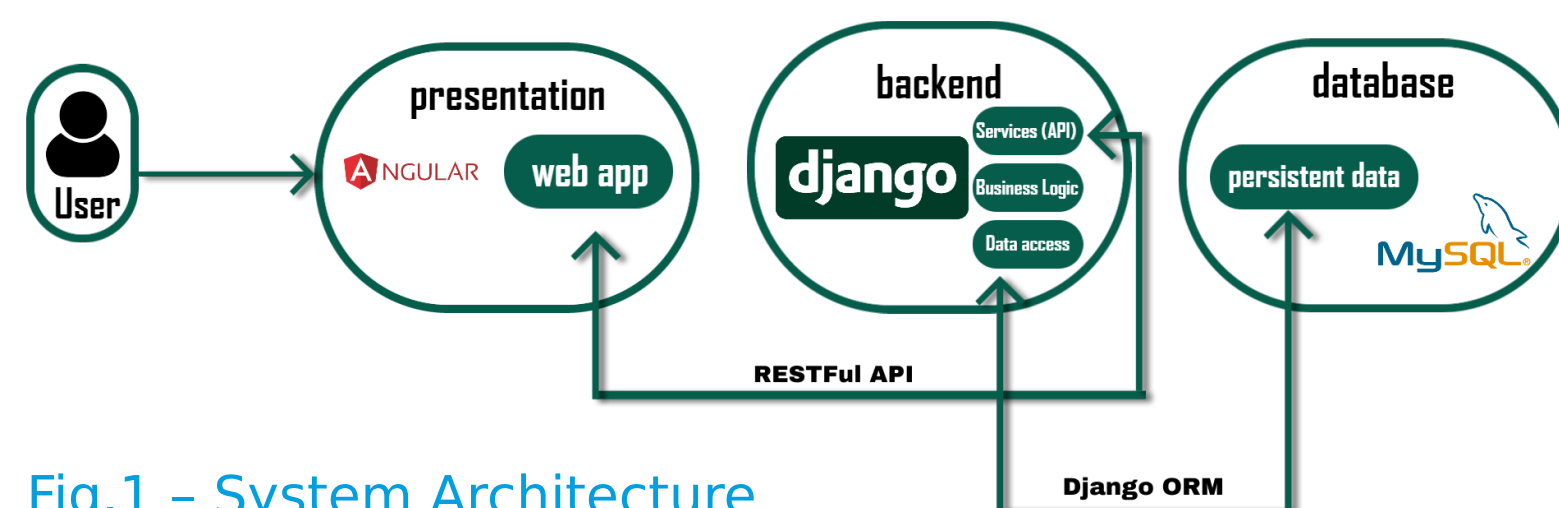 User
presentation
ANGULAR
web app
backend
django
Services (API)
Business Logic
Data access
database
persistent data
MySQL®
RESTFul API
Django ORM
Fig.1 – System Architecture